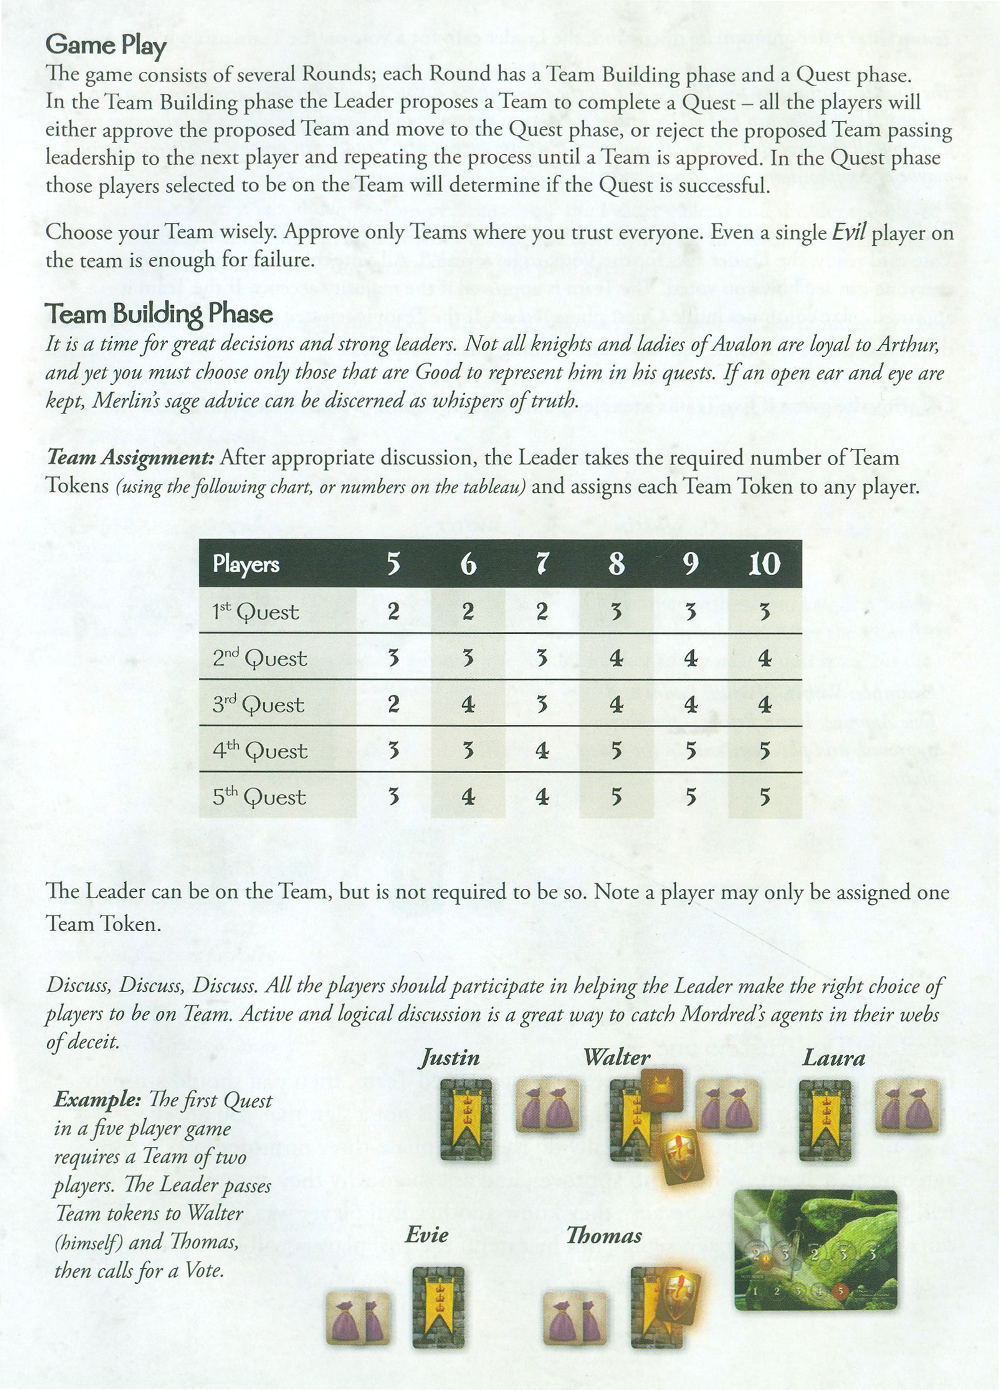 Game Play
The game consists of several Rounds; each Round has a Team Building phase and a Quest phase.
In the Team Building phase the Leader proposes a Team to complete a Quest – all the players will
either approve the proposed Team and move to the Quest phase, or reject the proposed Team passing
leadership to the next player and repeating the process until a Team is approved. In the Quest phase
those players selected to be on the Team will determine if the Quest is successful.
Choose your Team wisely. Approve only Teams where you trust everyone. Even a single Evil player on
the team is enough for failure.
Team Building Phase
It is a time for great decisions and strong leaders. Not all knights and ladies of Avalon are loyal to Arthur,
and yet you must choose only those that are Good to represent him in his quests. If an open ear and eye are
kept, Merlin's sage advice can be discerned as whispers of truth.
Team Assignment: After appropriate discussion, the Leader takes the required number of Team
Tokens (using the following chart, or numbers on the tableau) and assigns each Team Token to any player.
Players 5 6 7 8 9 10
1st Quest 2 2 2 3 3 3
2nd Quest 3 3 3 4 4 4
3rd Quest 2 4 3 4 4 4
4th Quest 3 3 4 5 5 5
5th Quest 3 4 4 5 5 5
The Leader can be on the Team, but is not required to be so. Note a player may only be assigned one
Team Token.
Discuss, Discuss, Discuss. All the players should participate in helping the Leader make the right choice of
players to be on Team. Active and logical discussion is a great way to catch Mordred's agents in their webs
of deceit.
Justin Walter Laura
Example: The first Quest
in a five player game
requires a Team of two
players. The Leader passes
Team tokens to Walter
(himself) and Thomas,
then calls for a Vote.
Evie Thomas
2 3 2 3 3
1 2 3 4 5